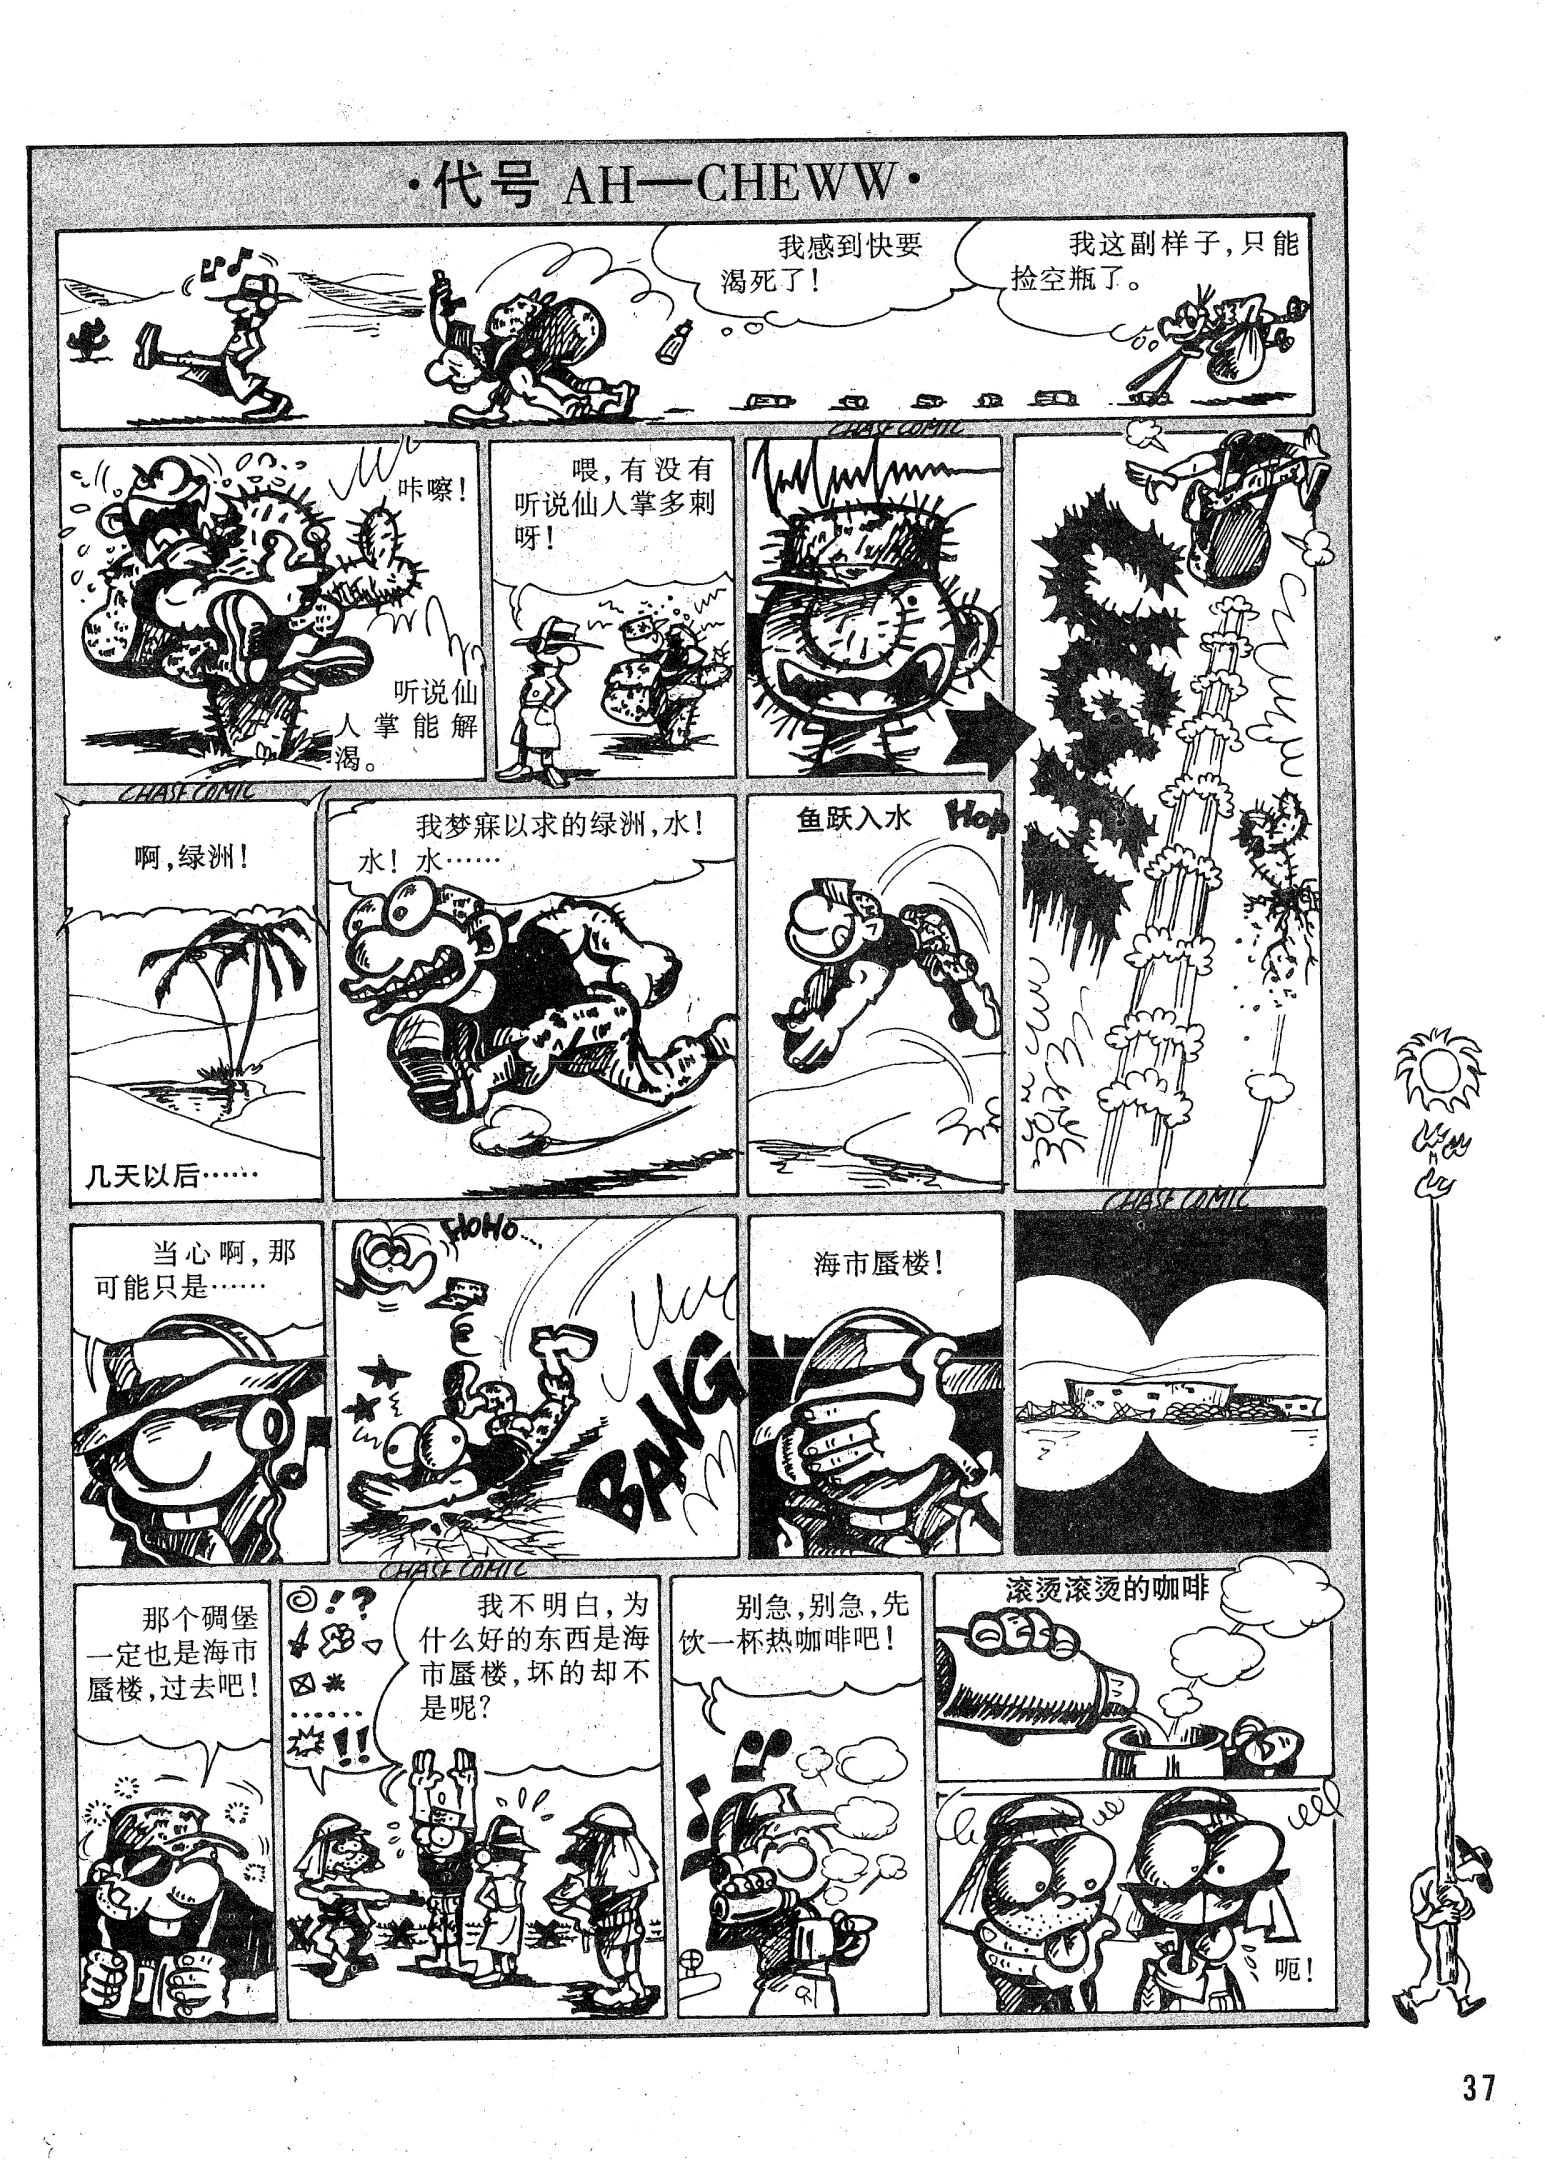 ·代号 AH—CHEWW·
我感到快要
渴死了！
我这副样子，只能
捡空瓶了。
CHASE COMIC
咔嚓！
听说仙
人掌能解
渴。
喂，有没有
听说仙人掌多刺
呀！
CHASE COMIC
啊，绿洲！
几天以后……
我梦寐以求的绿洲，水！
水！水……
鱼跃入水
Hop
CHASE COMIC
当心啊，那
可能只是……
HOHO....
BANG
海市蜃楼！
CHASE COMIC
那个碉堡
一定也是海市
蜃楼，过去吧！
！？
……
！！
我不明白，为
什么好的东西是海
市蜃楼，坏的却不
是呢？
别急，别急，先
饮一杯热咖啡吧！
滚烫滚烫的咖啡
呃！
37